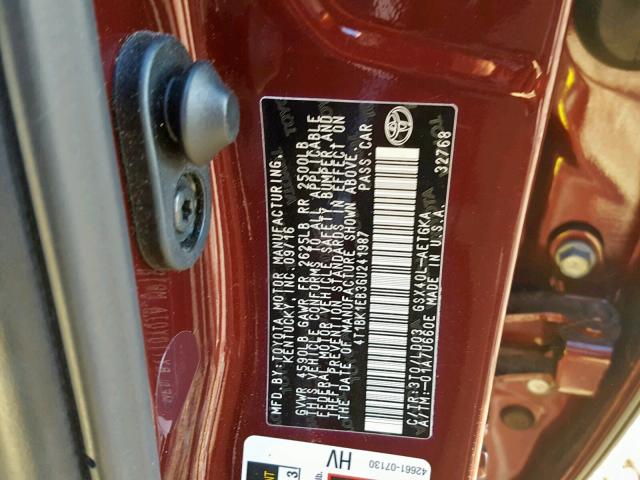 MFD.BY:TOYOTA MOTOR MANUFACTURING,
KENTUCKY, INC. 09/16
GVWR 4590LB GAWR FR 2625LB RR 2500LB
THIS VEHICLE CONFORMS TO ALL APPLICABLE
FEDERAL MOTOR VEHICLE SAFETY, BUMPER, AND
THEFT PREVENTION STANDARDS IN EFFECT ON
THE DATE OF MANUFACTURE SHOWN ABOVE.
4T1BK1EB3GU241987 PASS.CAR
C/TR:3T0/LD03 GSX40L-AET6KA
A/TM:-01A/U660E MADE IN U.S.A.
32768
HV
42661-07130